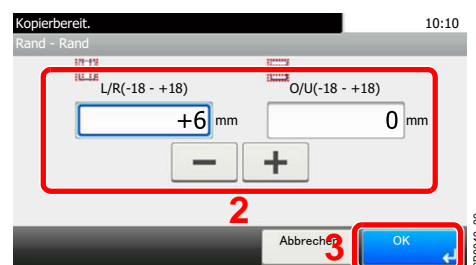 Kopierbereit. 10:10
Rand - Rand
L/R(-18 - +18) O/U(-18 - +18)
+6 mm 0 mm
− +
2
Abbrechen 3 OK